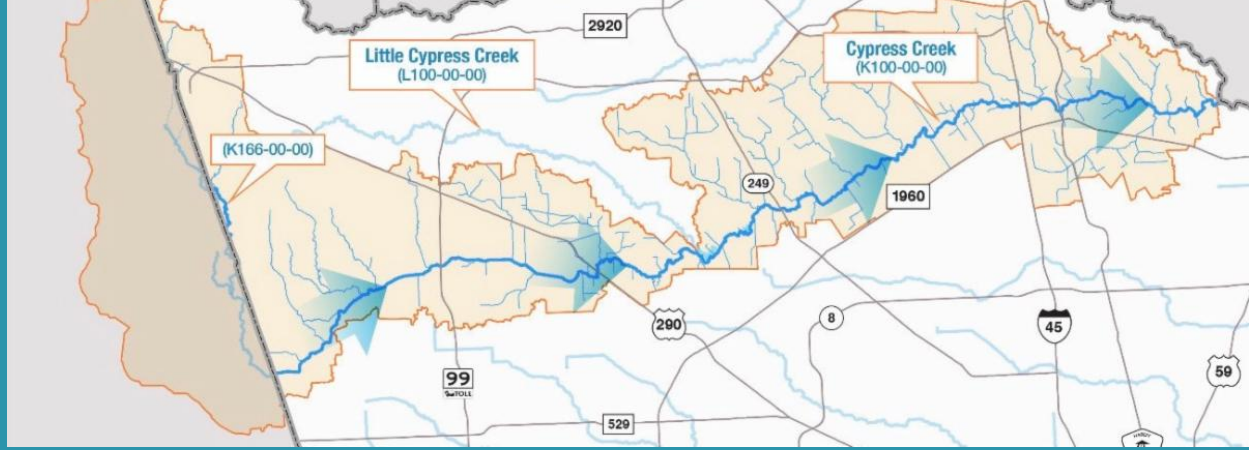 2920
Little Cypress Creek
(L100-00-00)
Cypress Creek
(K100-00-00)
(K166-00-00)
249
1960
290
8
45
99
TOLL
59
529
HARDY